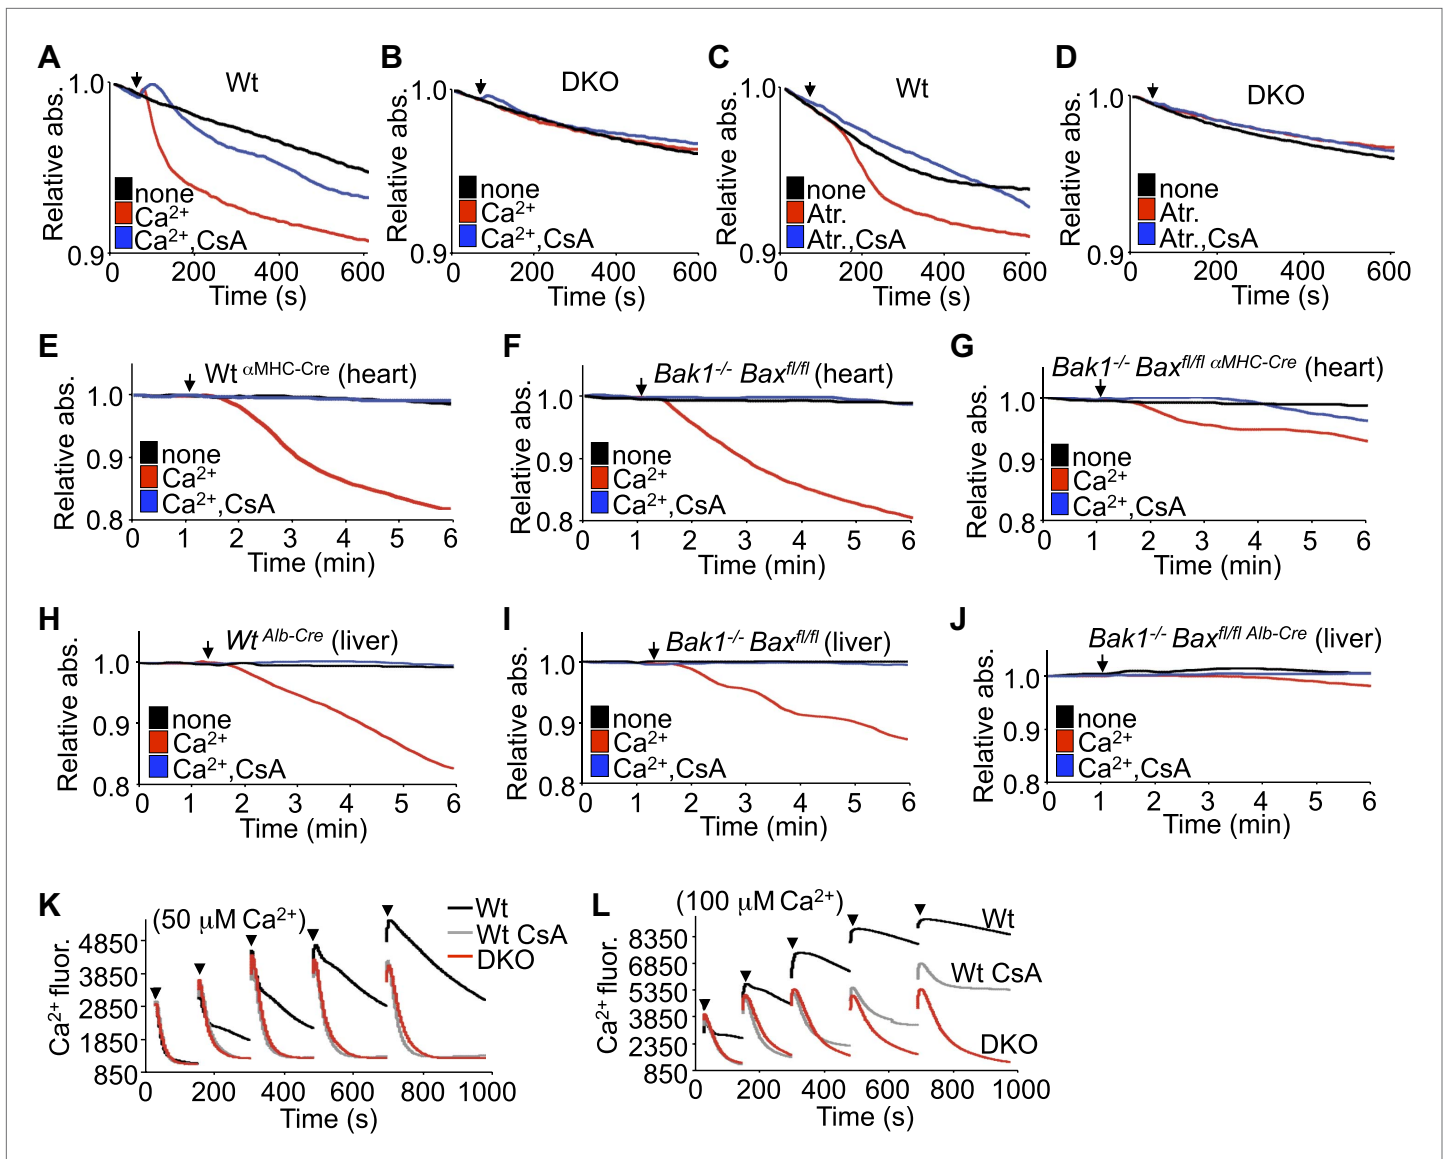 A
Wt
Relative abs.
1.0
0.9
none
Ca²⁺
Ca²⁺,CsA
0 200 400 600
Time (s)
B
DKO
Relative abs.
1.0
0.9
none
Ca²⁺
Ca²⁺,CsA
0 200 400 600
Time (s)
C
Wt
Relative abs.
1.0
0.9
none
Atr.
Atr.,CsA
0 200 400 600
Time (s)
D
DKO
Relative abs.
1.0
0.9
none
Atr.
Atr.,CsA
0 200 400 600
Time (s)
E
Wt αMHC-Cre (heart)
Relative abs.
1.0
0.9
0.8
none
Ca²⁺
Ca²⁺,CsA
0 1 2 3 4 5 6
Time (min)
F
Bak1-/- Baxfl/fl (heart)
Relative abs.
1.0
0.9
0.8
none
Ca²⁺
Ca²⁺,CsA
0 1 2 3 4 5 6
Time (min)
G
Bak1-/- Baxfl/fl αMHC-Cre (heart)
Relative abs.
1.0
0.9
0.8
none
Ca²⁺
Ca²⁺,CsA
0 1 2 3 4 5 6
Time (min)
H
Wt Alb-Cre (liver)
Relative abs.
1.0
0.9
0.8
none
Ca²⁺
Ca²⁺,CsA
0 1 2 3 4 5 6
Time (min)
I
Bak1-/- Baxfl/fl (liver)
Relative abs.
1.0
0.9
0.8
none
Ca²⁺
Ca²⁺,CsA
0 1 2 3 4 5 6
Time (min)
J
Bak1-/- Baxfl/fl Alb-Cre (liver)
Relative abs.
1.0
0.9
0.8
none
Ca²⁺
Ca²⁺,CsA
0 1 2 3 4 5 6
Time (min)
K
(50 μM Ca²⁺)
Wt
Wt CsA
DKO
Ca²⁺ fluor.
4850
3850
2850
1850
850
0 200 400 600 800 1000
Time (s)
L
(100 μM Ca²⁺)
Wt
Wt CsA
DKO
Ca²⁺ fluor.
8350
6850
5350
3850
2350
850
0 200 400 600 800 1000
Time (s)